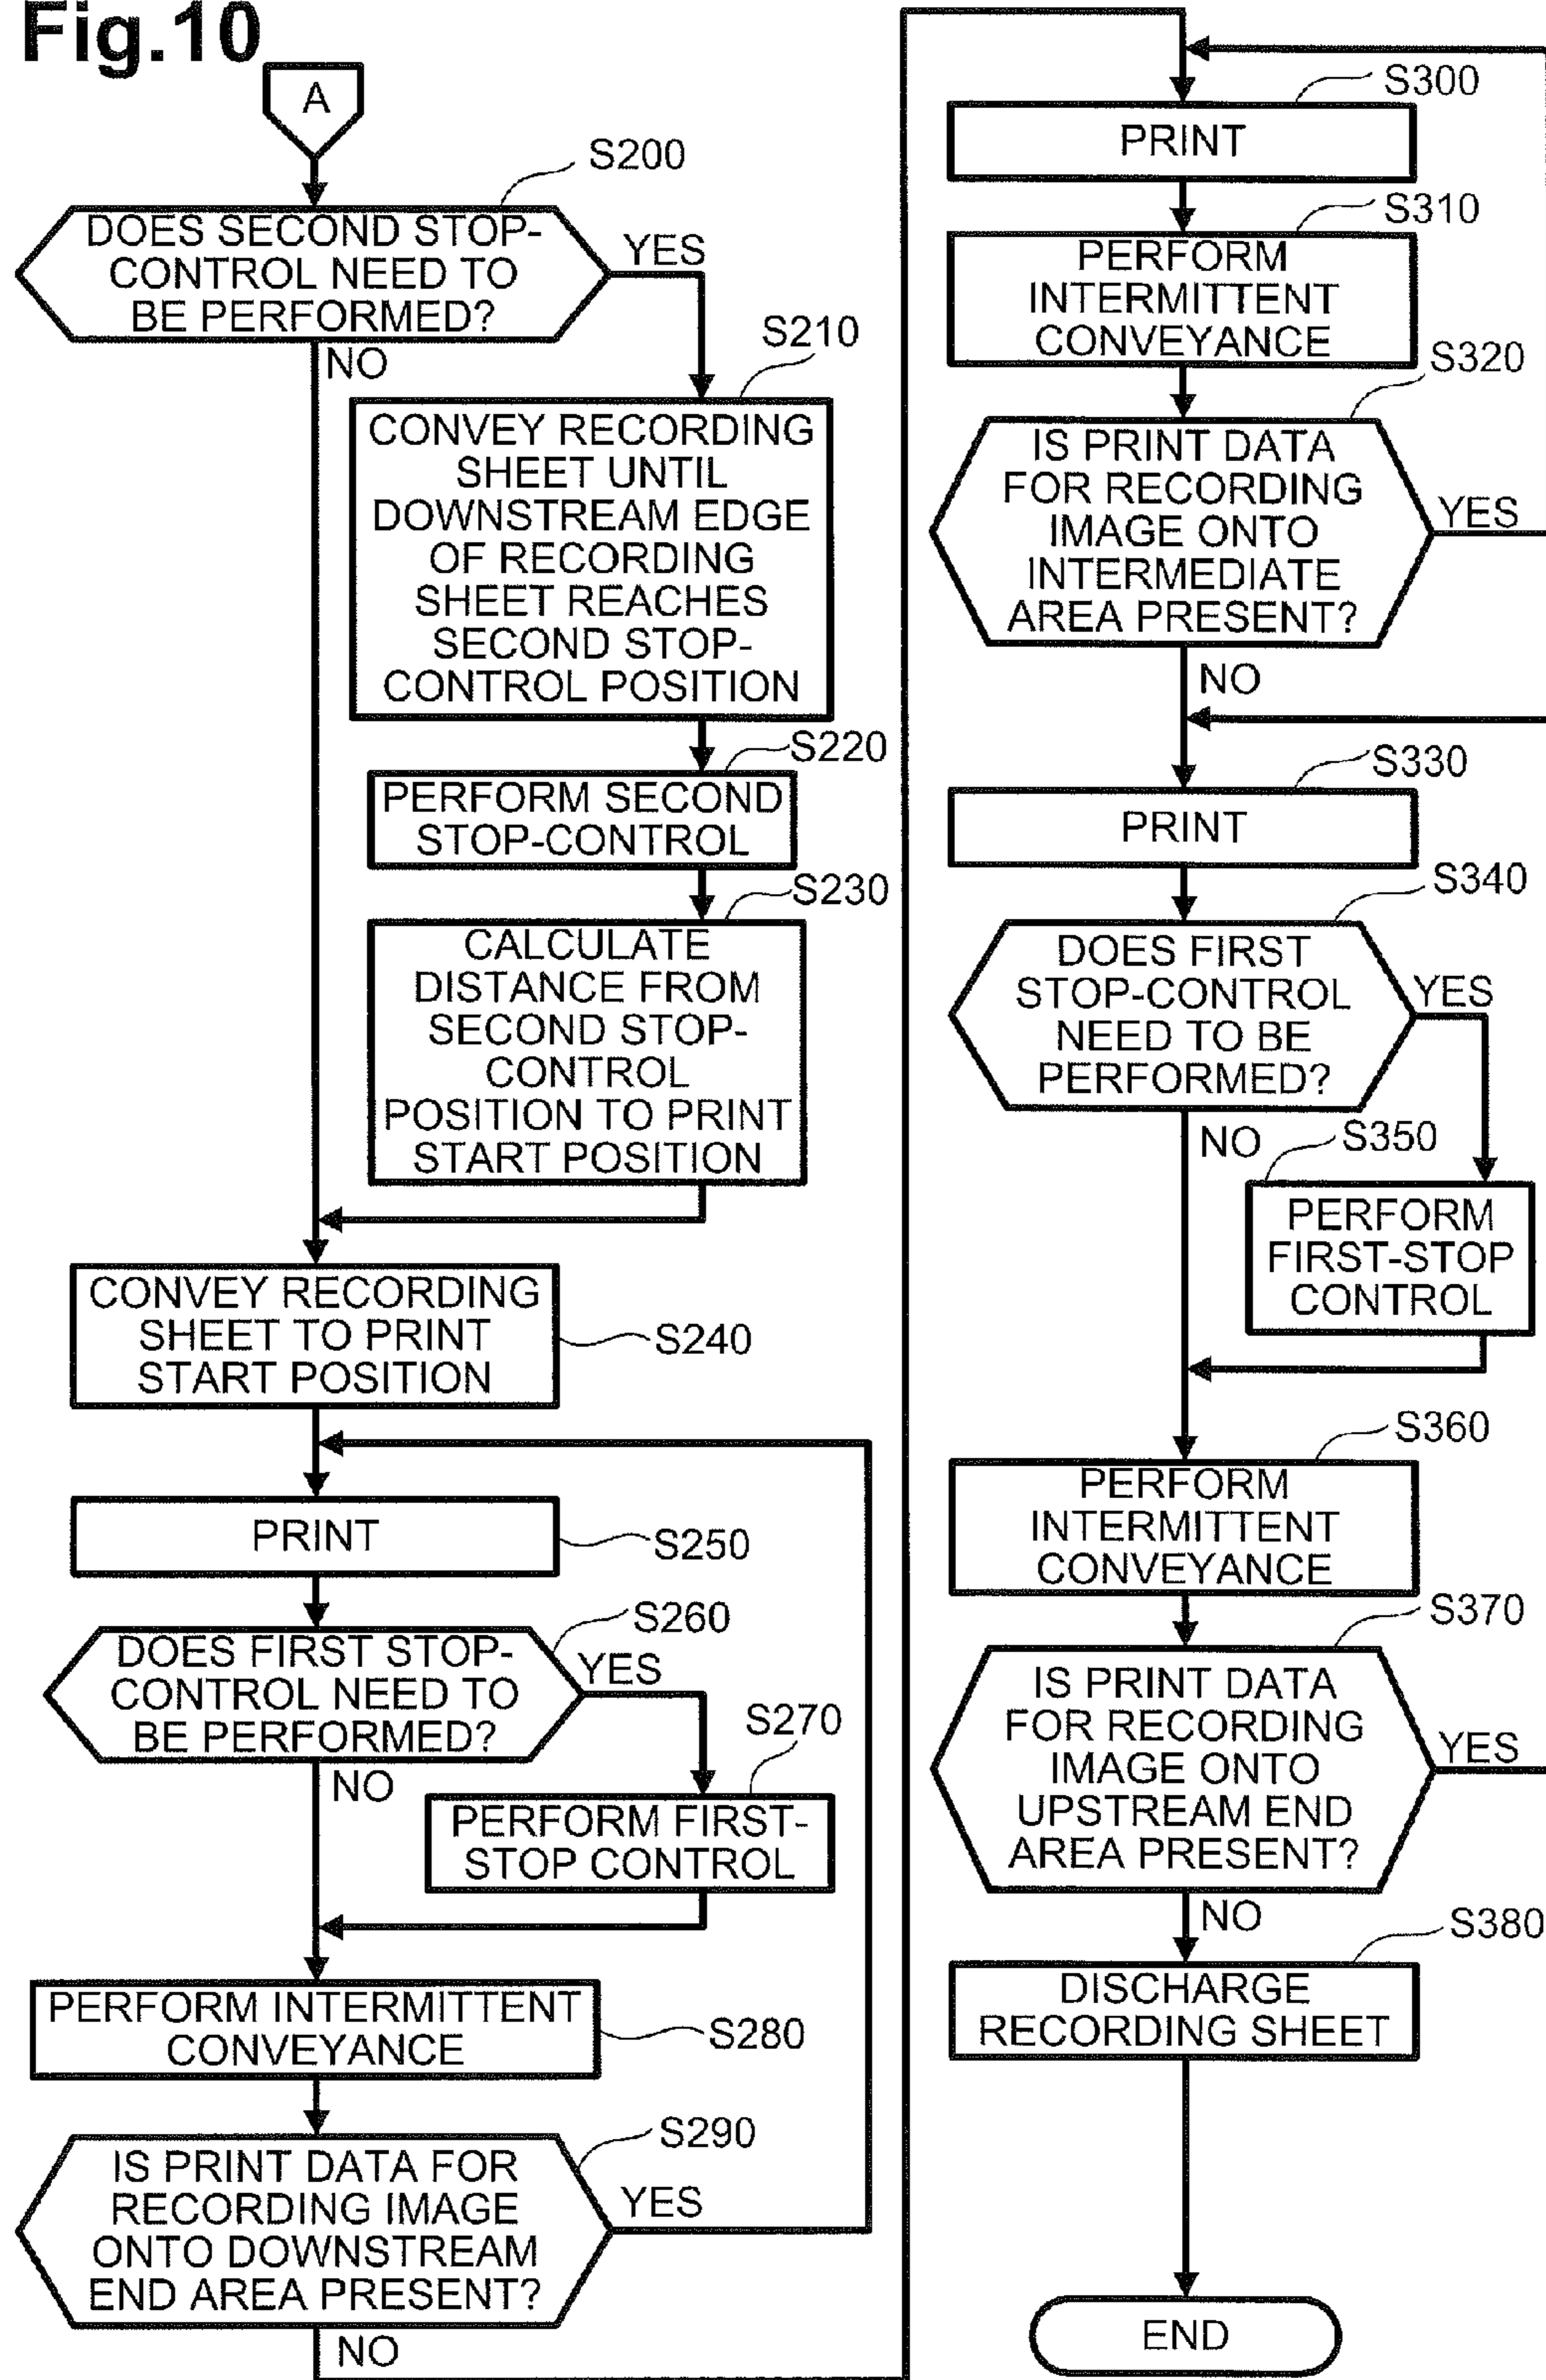 Fig.10
A
S200
DOES SECOND STOP-
CONTROL NEED TO
BE PERFORMED?
YES
NO
S210
CONVEY RECORDING
SHEET UNTIL
DOWNSTREAM EDGE
OF RECORDING
SHEET REACHES
SECOND STOP-
CONTROL POSITION
S220
PERFORM SECOND
STOP-CONTROL
S230
CALCULATE
DISTANCE FROM
SECOND STOP-
CONTROL
POSITION TO PRINT
START POSITION
CONVEY RECORDING
SHEET TO PRINT
START POSITION
S240
PRINT
S250
S260
DOES FIRST STOP-
CONTROL NEED TO
BE PERFORMED?
YES
NO
S270
PERFORM FIRST-
STOP CONTROL
PERFORM INTERMITTENT
CONVEYANCE
S280
S290
IS PRINT DATA FOR
RECORDING IMAGE
ONTO DOWNSTREAM
END AREA PRESENT?
YES
NO
S300
PRINT
S310
PERFORM
INTERMITTENT
CONVEYANCE
S320
IS PRINT DATA
FOR RECORDING
IMAGE ONTO
INTERMEDIATE
AREA PRESENT?
YES
NO
S330
PRINT
S340
DOES FIRST
STOP-CONTROL
NEED TO BE
PERFORMED?
YES
NO
S350
PERFORM
FIRST-STOP
CONTROL
S360
PERFORM
INTERMITTENT
CONVEYANCE
S370
IS PRINT DATA
FOR RECORDING
IMAGE ONTO
UPSTREAM END
AREA PRESENT?
YES
NO
S380
DISCHARGE
RECORDING SHEET
END